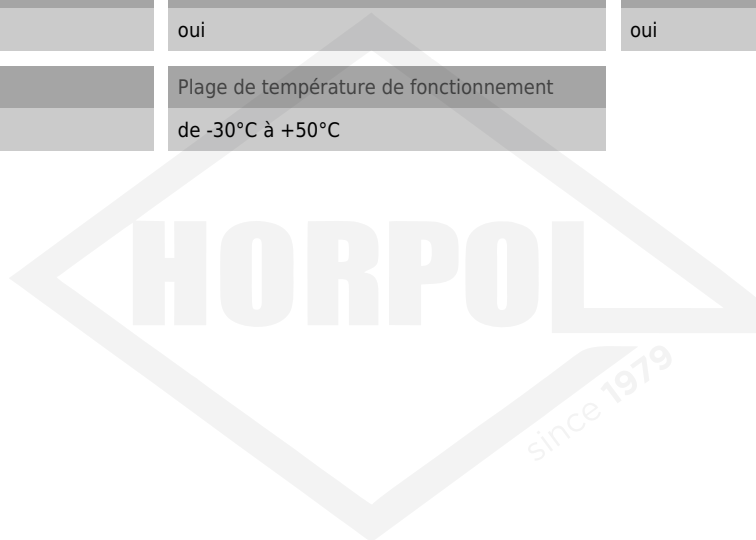 oui
oui
Plage de température de fonctionnement
de -30°C à +50°C
HORPOL
since 1979